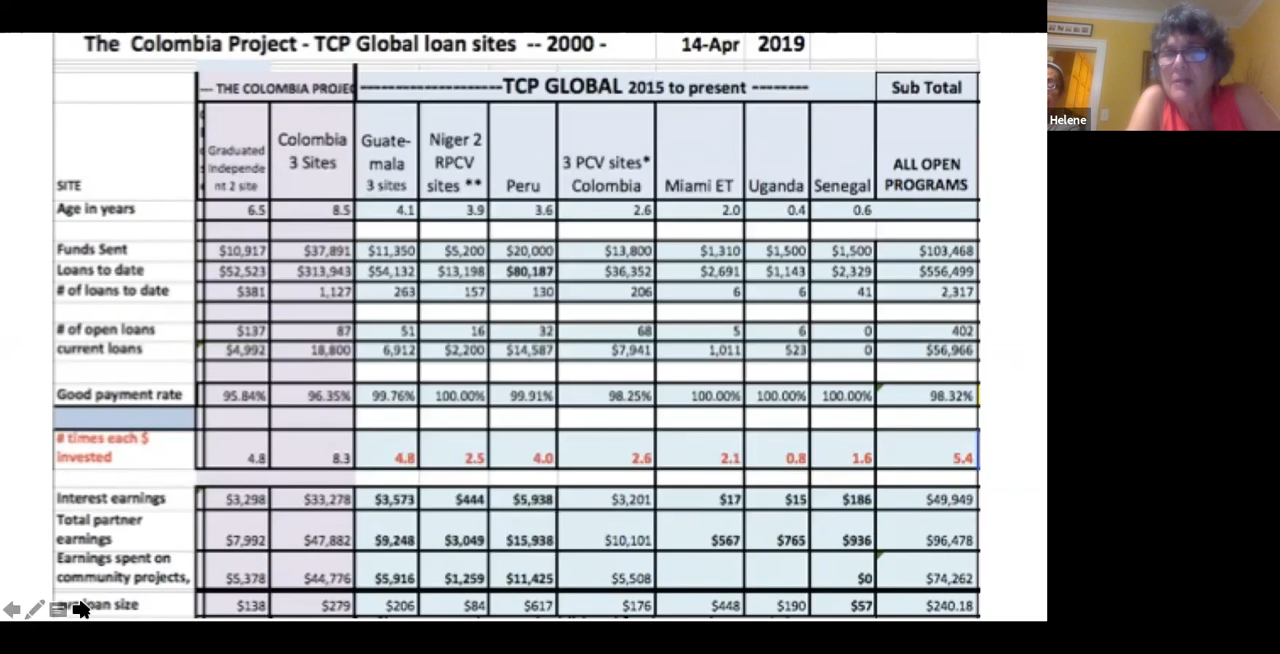 The Colombia Project - TCP Global loan sites -- 2000 - 14-Apr 2019
--- THE COLOMBIA PROJEC --------------------TCP GLOBAL 2015 to present -------- Sub Total
SITE Graduated Independe nt 2 site Colombia 3 Sites Guate- mala 3 sites Niger 2 RPCV sites ** Peru 3 PCV sites* Colombia Miami ET Uganda Senegal ALL OPEN PROGRAMS
Age in years 6.5 8.5 4.1 3.9 3.6 2.6 2.0 0.4 0.6
Funds Sent $10,917 $37,891 $11,350 $5,200 $20,000 $13,800 $1,310 $1,500 $1,500 $103,468
Loans to date $52,523 $313,943 $54,132 $13,198 $80,187 $36,352 $2,691 $1,143 $2,329 $556,499
# of loans to date $381 1,127 263 157 130 206 6 6 41 2,317
# of open loans $137 87 51 16 32 68 5 6 0 402
current loans $4,992 18,800 6,912 $2,200 $14,587 $7,941 1,011 523 0 $56,966
Good payment rate 95.84% 96.35% 99.76% 100.00% 99.91% 98.25% 100.00% 100.00% 100.00% 98.32%
# times each $
invested 4.8 8.3 4.8 2.5 4.0 2.6 2.1 0.8 1.6 5.4
Interest earnings $3,298 $33,278 $3,573 $444 $5,938 $3,201 $17 $15 $186 $49,949
Total partner
earnings $7,992 $47,882 $9,248 $3,049 $15,938 $10,101 $567 $765 $936 $96,478
Earnings spent on
community projects, $5,378 $44,776 $5,916 $1,259 $11,425 $5,508 $0 $74,262
loan size $138 $279 $206 $84 $617 $176 $448 $190 $57 $240.18
Helene